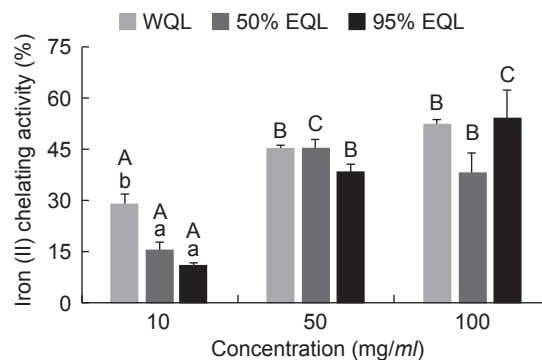 WQL 50% EQL 95% EQL
Iron (II) chelating activity (%)
75
60
45
30
15
0
A
b
A
a
A
a
B
C
B
B
B
C
10 50 100
Concentration (mg/ml)